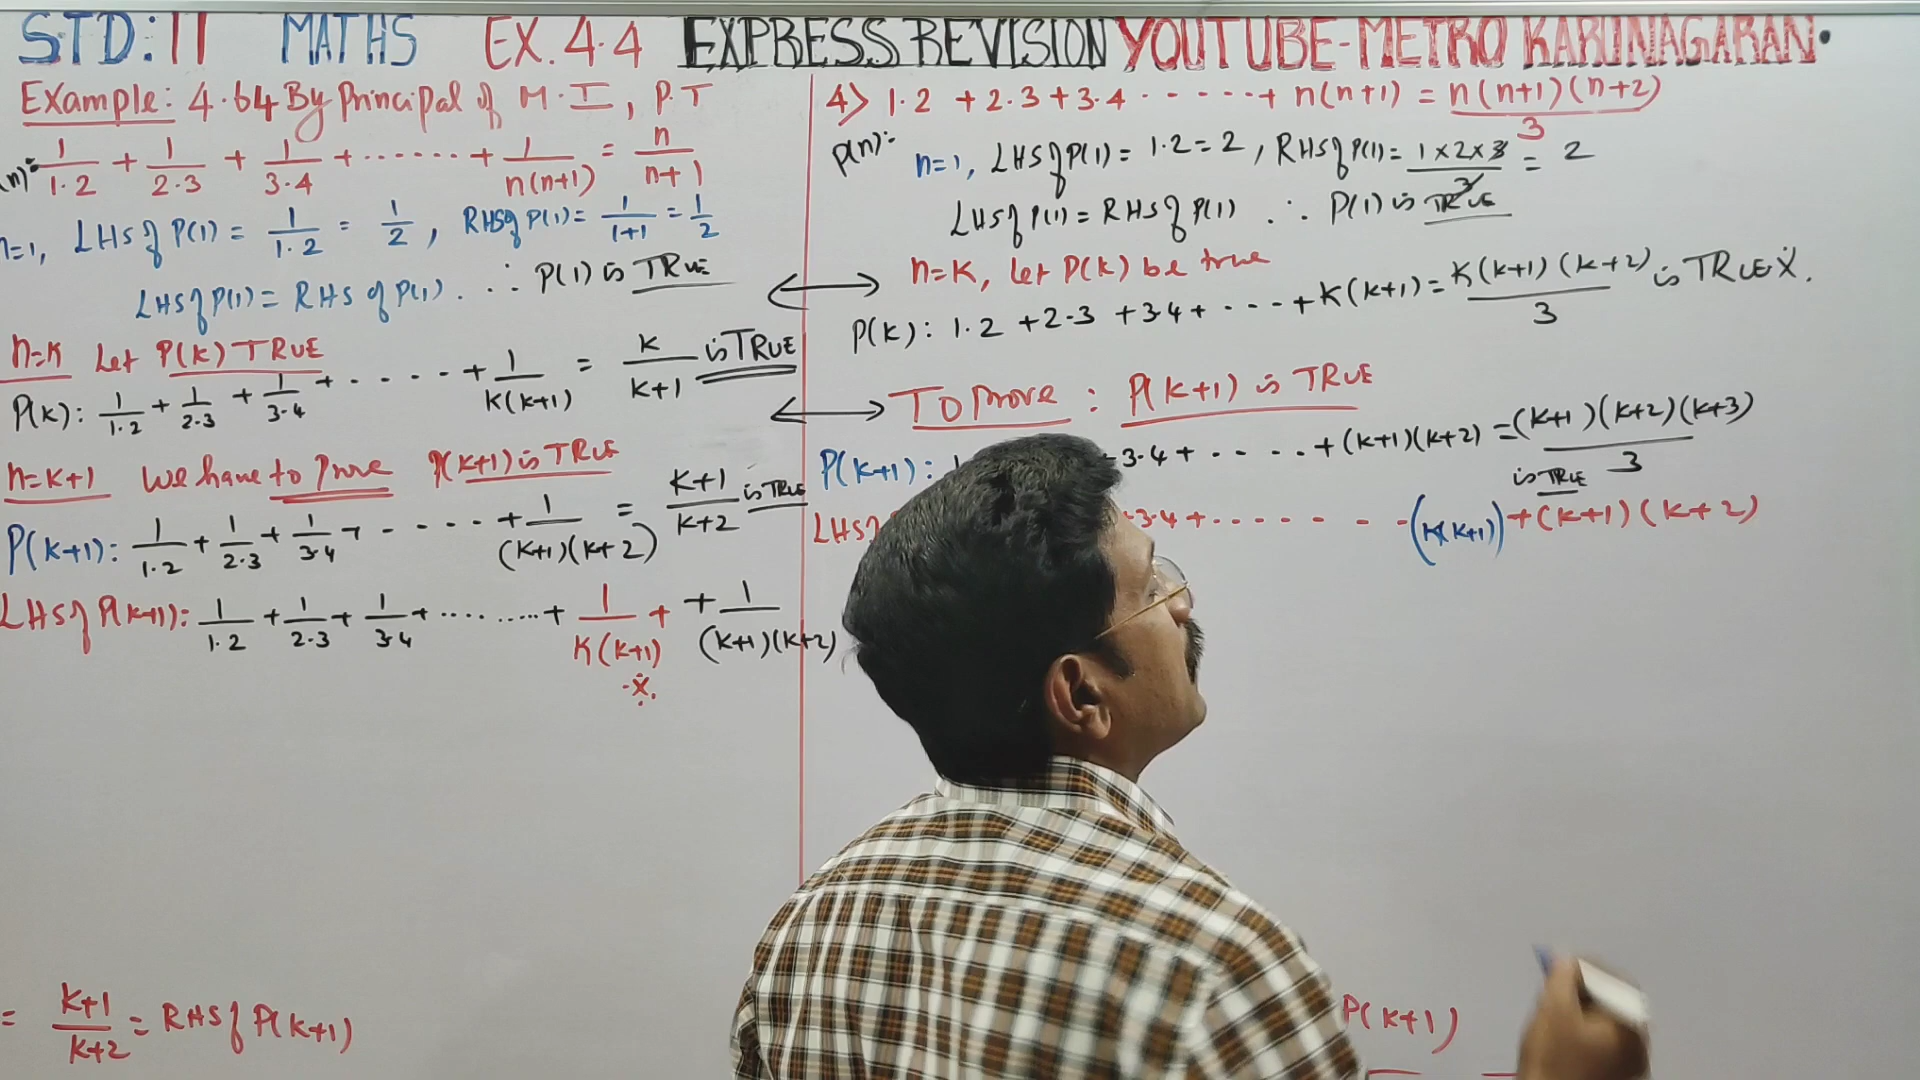 STD: 11 MATHS EX. 4.4 EXPRESS REVISION YOUTUBE-METRO KARUNAGARAN.
Example: 4.64 By Principal of M.I, P.T
(n): 1/1.2 + 1/2.3 + 1/3.4 + ...... + 1/n(n+1) = n/n+1
n=1, LHS of P(1) = 1/1.2 = 1/2, RHS of P(1) = 1/1+1 = 1/2
LHS of P(1) = RHS of P(1). ∴ P(1) is TRUE
n=K Let P(K) TRUE
P(K): 1/1.2 + 1/2.3 + 1/3.4 + ..... + 1/K(K+1) = K/K+1 is TRUE
n=K+1 We have to Prove P(K+1) is TRUE
P(K+1): 1/1.2 + 1/2.3 + 1/3.4 + ..... + 1/(K+1)(K+2) = K+1/K+2 is TRUE
LHS of P(K+1): 1/1.2 + 1/2.3 + 1/3.4 + ........ + 1/K(K+1) + + 1/(K+1)(K+2)
= K+1/K+2 = RHS of P(K+1)
4) 1.2 + 2.3 + 3.4 ...... + n(n+1) = n(n+1)(n+2)/3
P(n):
n=1, LHS of P(1) = 1.2 = 2, RHS of P(1) = 1×2×3/3 = 2
LHS of P(1) = RHS of P(1) ∴ P(1) is TRUE
n=K, Let P(K) be true
P(K): 1.2 + 2.3 + 3.4 + .... + K(K+1) = K(K+1)(K+2)/3 is TRUE
To Prove: P(K+1) is TRUE
P(K+1): 3.4 + ..... + (K+1)(K+2) = (K+1)(K+2)(K+3)/3
is TRUE
LHS 3.4 + ........ (K(K+1)) + (K+1)(K+2)
P(K+1)